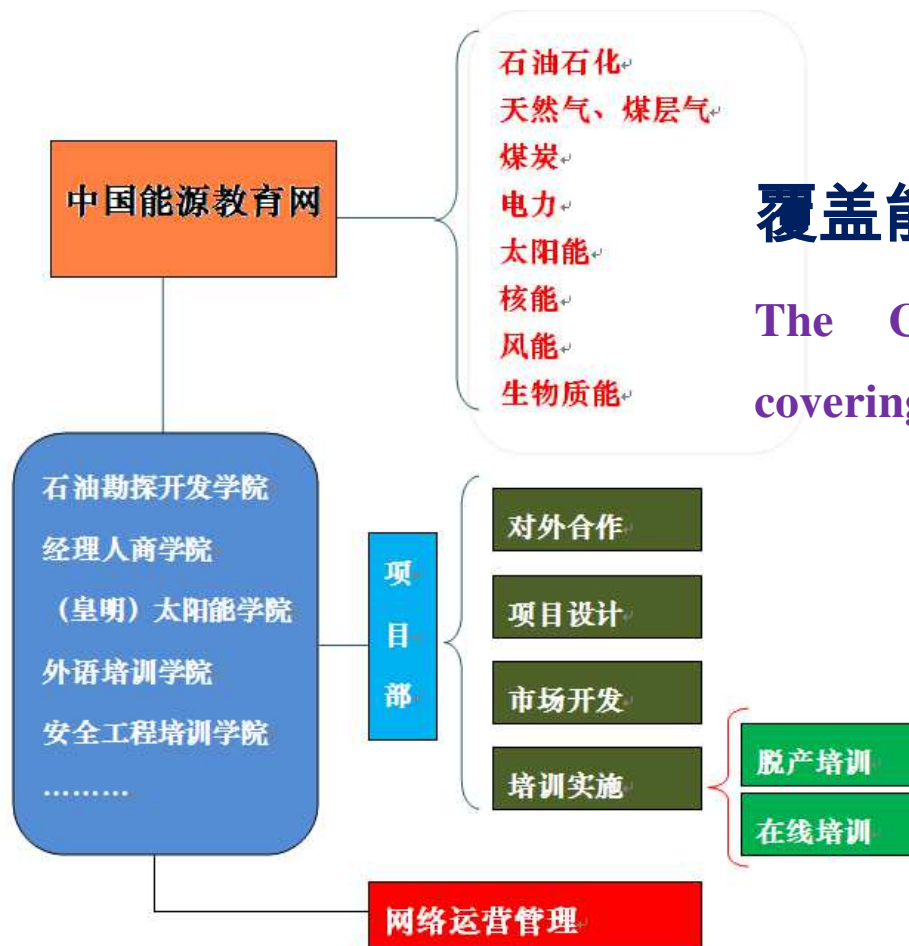 中国能源教育网
石油石化
天然气、煤层气
煤炭
电力
太阳能
核能
风能
生物质能
覆盖
The
covering
石油勘探开发学院
经理人商学院
（皇明）太阳能学院
外语培训学院
安全工程培训学院
………
项目部
对外合作
项目设计
市场开发
培训实施
脱产培训
在线培训
网络运营管理